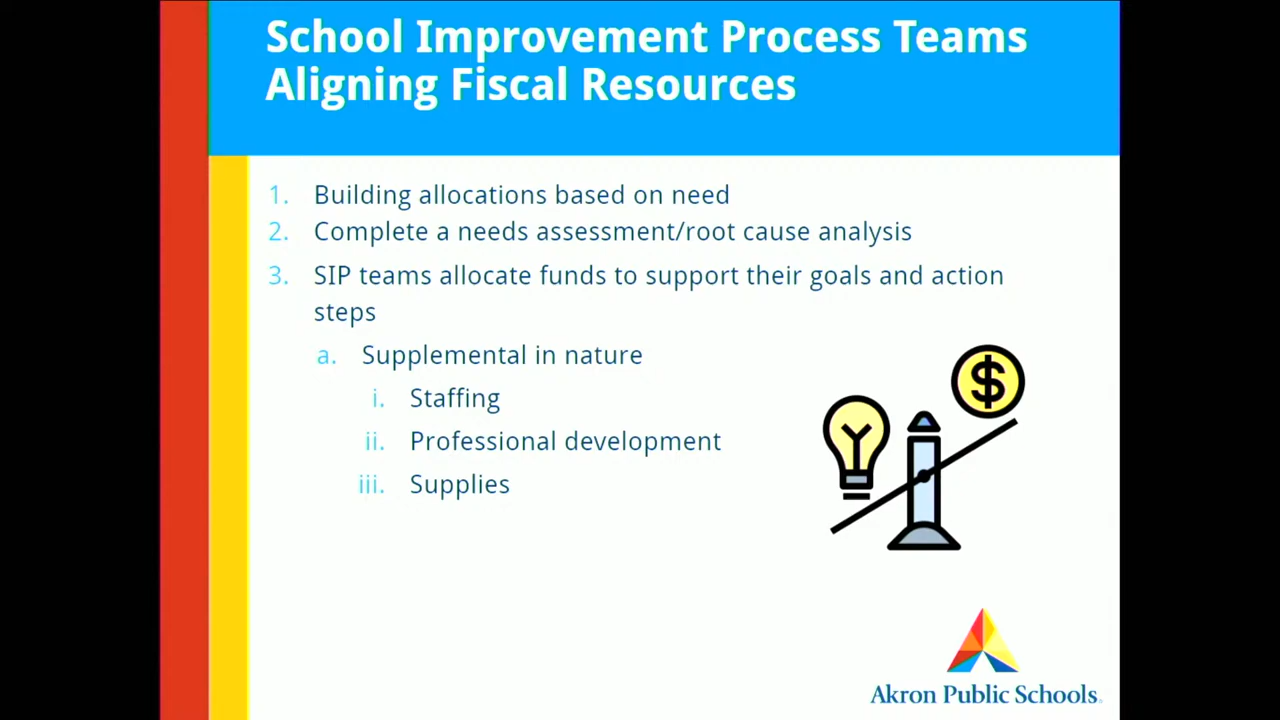 School Improvement Process Teams
Aligning Fiscal Resources
1. Building allocations based on need
2. Complete a needs assessment/root cause analysis
3. SIP teams allocate funds to support their goals and action
steps
a. Supplemental in nature
i. Staffing
ii. Professional development
iii. Supplies
$
Akron Public Schools